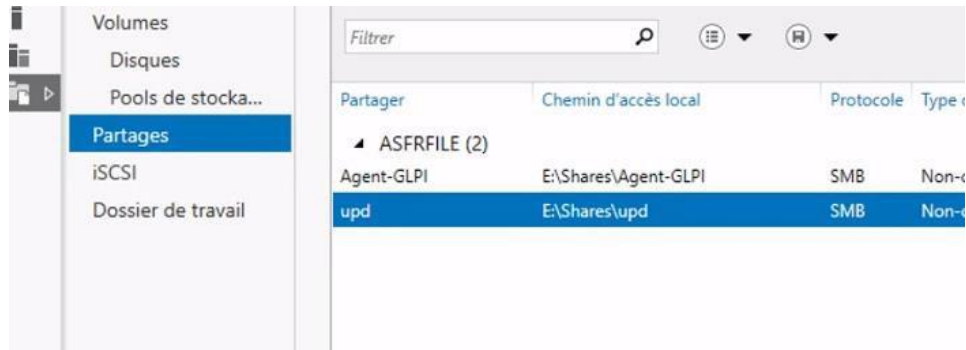 Volumes
Disques
Pools de stocka...
Partages
iSCSI
Dossier de travail
Filtrer
Partager Chemin d'accès local Protocole Type
ASFRFILE (2)
Agent-GLPI E:\Shares\Agent-GLPI SMB
upd E:\Shares\upd SMB